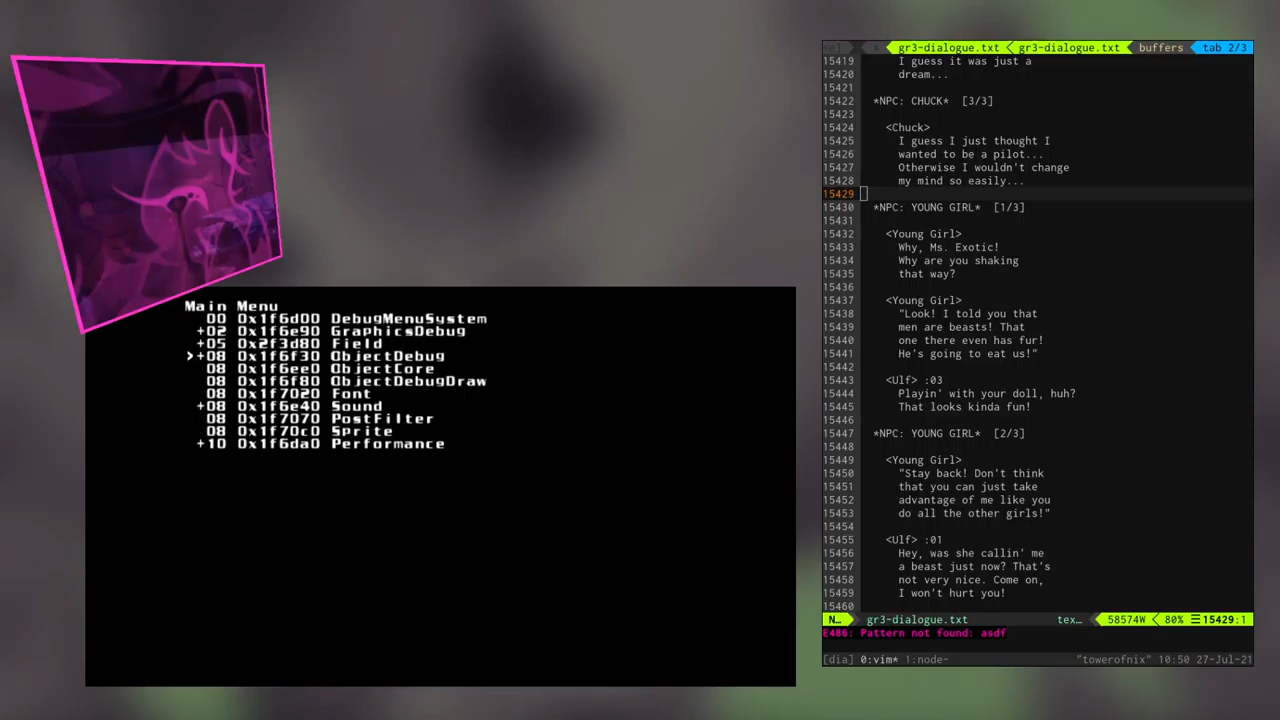 Main Menu
00 0x1f6d00 DebugMenuSystem
+02 0x1f6e90 GraphicsDebug
+05 0x2f3d80 Field
>+08 0x1f6f30 ObjectDebug
08 0x1f6ee0 ObjectCore
08 0x1f6f80 ObjectDebugDraw
08 0x1f7020 Font
+08 0x1f6e40 Sound
08 0x1f7070 PostFilter
08 0x1f70c0 Sprite
+10 0x1f6da0 Performance
<e] X gr3-dialogue.txt gr3-dialogue.txt buffers tab 2/3
15419 I guess it was just a
15420 dream...
15421
15422 *NPC: CHUCK* [3/3]
15423
15424 <Chuck>
15425 I guess I just thought I
15426 wanted to be a pilot...
15427 Otherwise I wouldn't change
15428 my mind so easily...
15429
15430 *NPC: YOUNG GIRL* [1/3]
15431
15432 <Young Girl>
15433 Why, Ms. Exotic!
15434 Why are you shaking
15435 that way?
15436
15437 <Young Girl>
15438 "Look! I told you that
15439 men are beasts! That
15440 one there even has fur!
15441 He's going to eat us!"
15442
15443 <Ulf> :03
15444 Playin' with your doll, huh?
15445 That looks kinda fun!
15446
15447 *NPC: YOUNG GIRL* [2/3]
15448
15449 <Young Girl>
15450 "Stay back! Don't think
15451 that you can just take
15452 advantage of me like you
15453 do all the other girls!"
15454
15455 <Ulf> :01
15456 Hey, was she callin' me
15457 a beast just now? That's
15458 not very nice. Come on,
15459 I won't hurt you!
15460
N… gr3-dialogue.txt tex… 58574W 80% ☰15429:1
E486: Pattern not found: asdf
[dia] 0:vim* 1:node- "towerofnix" 10:50 27-Jul-21